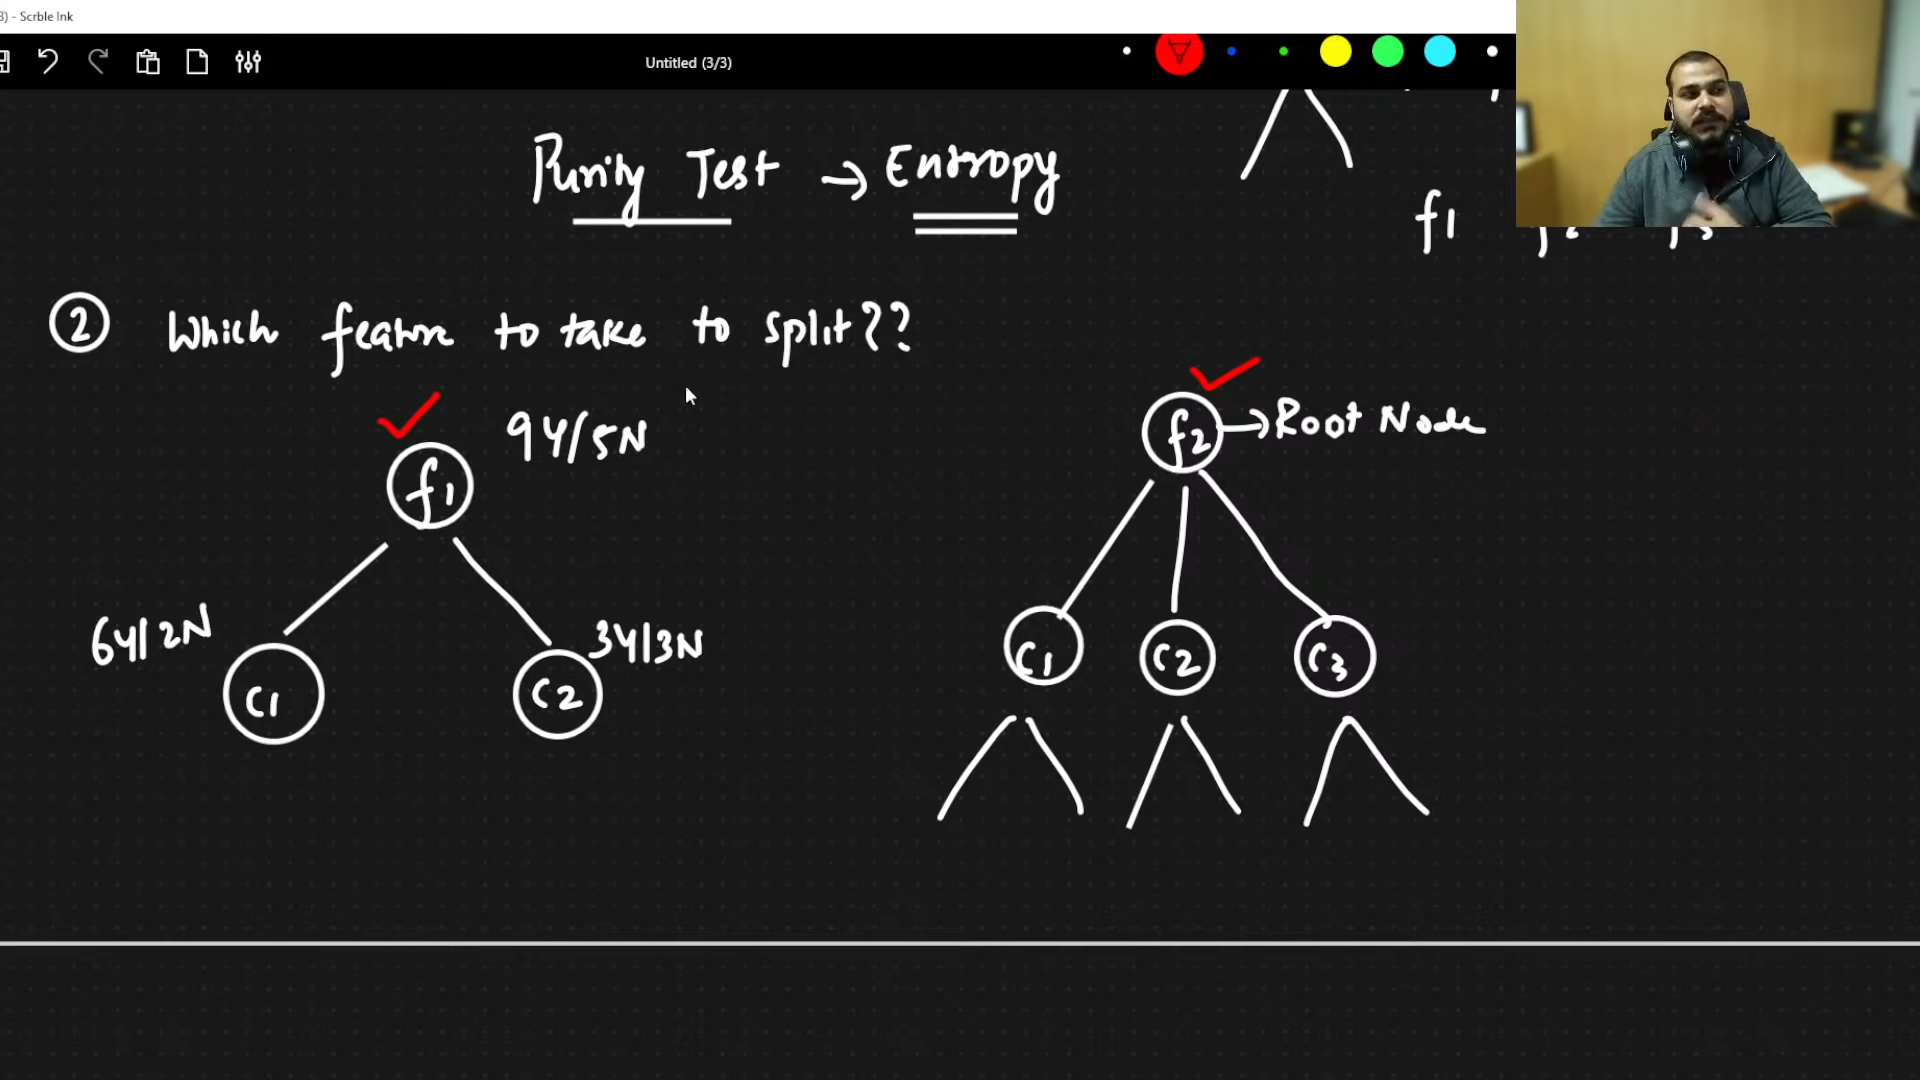 3) - Scrble Ink
Untitled (3/3)
Purity Test → Entropy
f1
② Which feature to take to split??
9Y/5N
f1
f2 → Root Node
6Y|2N
3Y|3N
C1
C2
C1
C2
C3